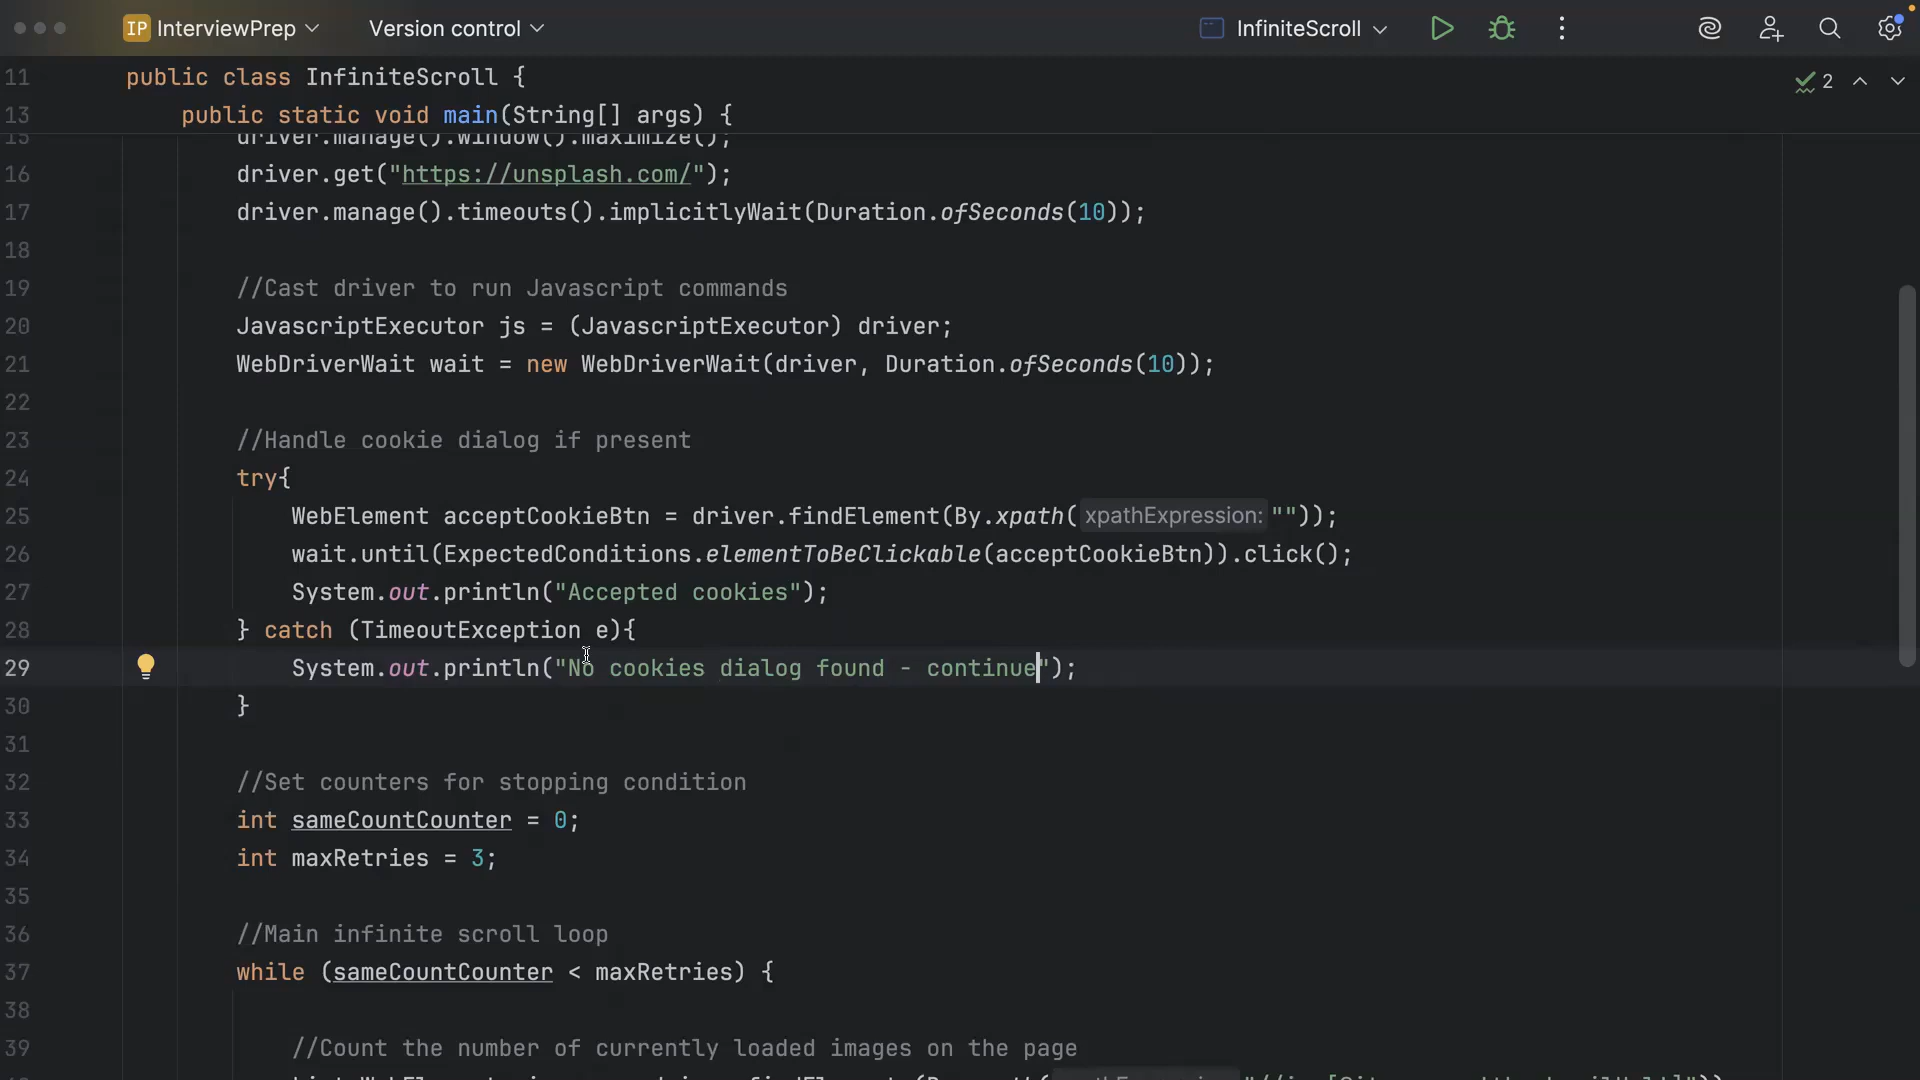 IP InterviewPrep Version control InfiniteScroll
11 public class InfiniteScroll { 2
13 public static void main(String[] args) {
15 driver.manage().window().maximize();
16 driver.get("https://unsplash.com/");
17 driver.manage().timeouts().implicitlyWait(Duration.ofSeconds(10));
18
19 //Cast driver to run Javascript commands
20 JavascriptExecutor js = (JavascriptExecutor) driver;
21 WebDriverWait wait = new WebDriverWait(driver, Duration.ofSeconds(10));
22
23 //Handle cookie dialog if present
24 try{
25 WebElement acceptCookieBtn = driver.findElement(By.xpath( xpathExpression: ""));
26 wait.until(ExpectedConditions.elementToBeClickable(acceptCookieBtn)).click();
27 System.out.println("Accepted cookies");
28 } catch (TimeoutException e){
29 System.out.println("No cookies dialog found - continue");
30 }
31
32 //Set counters for stopping condition
33 int sameCountCounter = 0;
34 int maxRetries = 3;
35
36 //Main infinite scroll loop
37 while (sameCountCounter < maxRetries) {
38
39 //Count the number of currently loaded images on the page